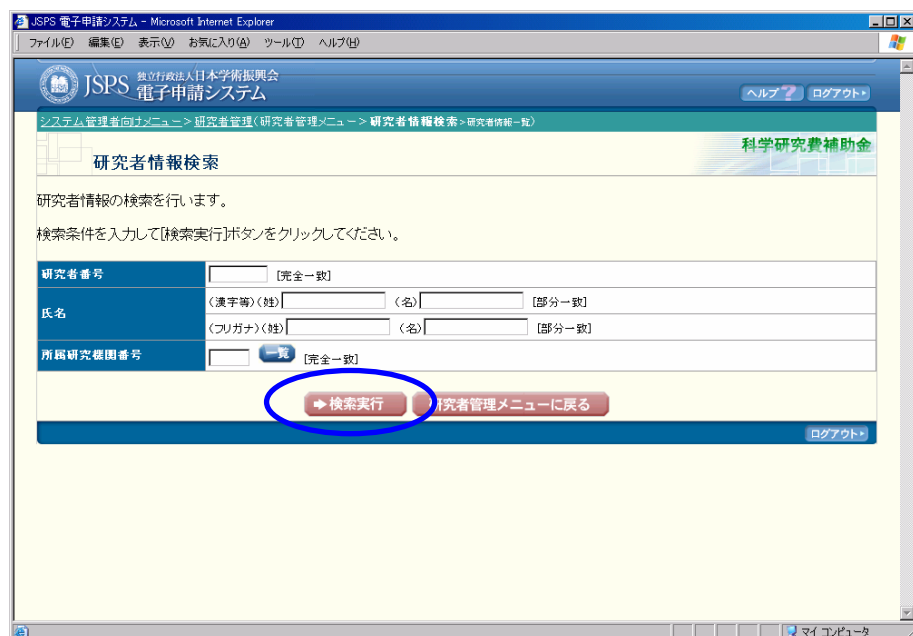 JSPS 電子申請システム - Microsoft Internet Explorer
ファイル(F) 編集(E) 表示(V) お気に入り(A) ツール(T) ヘルプ(H)
JSPS 独立行政法人日本学術振興会
電子申請システム
ヘルプ? ログアウト
システム管理者向けメニュー>研究者管理(研究者管理メニュー>研究者情報検索>研究者情報一覧)
科学研究費補助金
研究者情報検索
研究者情報の検索を行います。
検索条件を入力して[検索実行]ボタンをクリックしてください。
研究者番号 [完全一致]
氏名 (漢字等)(姓) (名) [部分一致]
(フリガナ)(姓) (名) [部分一致]
所属研究機関番号 一覧 [完全一致]
検索実行 研究者管理メニューに戻る
ログアウト
マイ コンピュータ